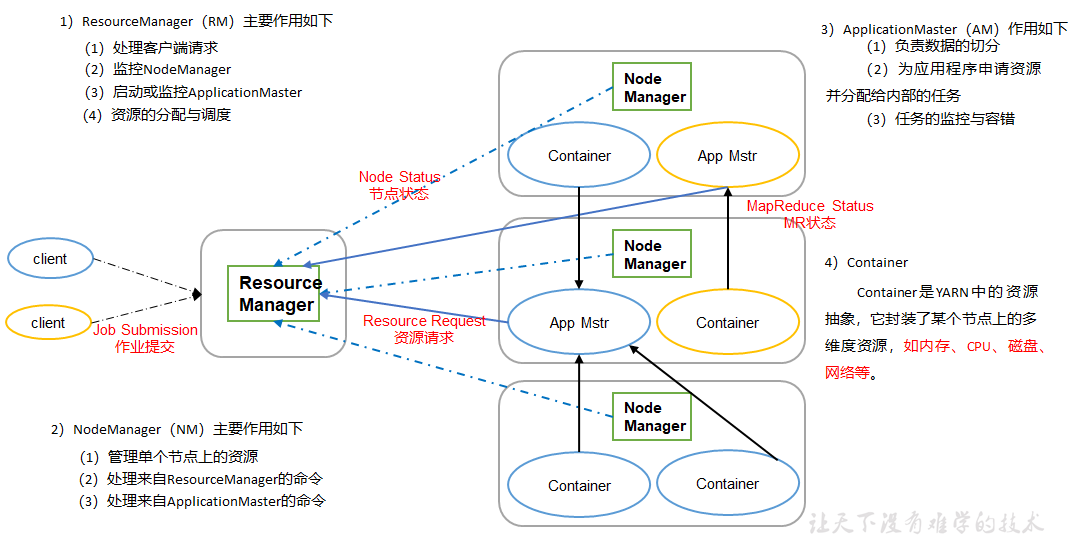 1）ResourceManager（RM）主要作用如下
（1）处理客户端请求
（2）监控NodeManager
（3）启动或监控ApplicationMaster
（4）资源的分配与调度
3）ApplicationMaster（AM）作用如下
（1）负责数据的切分
（2）为应用程序申请资源
并分配给内部的任务
（3）任务的监控与容错
Node
Manager
Container
App Mstr
Node Status
节点状态
MapReduce Status
MR状态
client
client
Job Submission
作业提交
Resource
Manager
Resource Request
资源请求
Node
Manager
App Mstr
Container
4）Container
Container是YARN中的资源
抽象，它封装了某个节点上的多
维度资源，如内存、CPU、磁盘、
网络等。
Node
Manager
Container
Container
2）NodeManager（NM）主要作用如下
（1）管理单个节点上的资源
（2）处理来自ResourceManager的命令
（3）处理来自ApplicationMaster的命令
让天下没有难学的技术